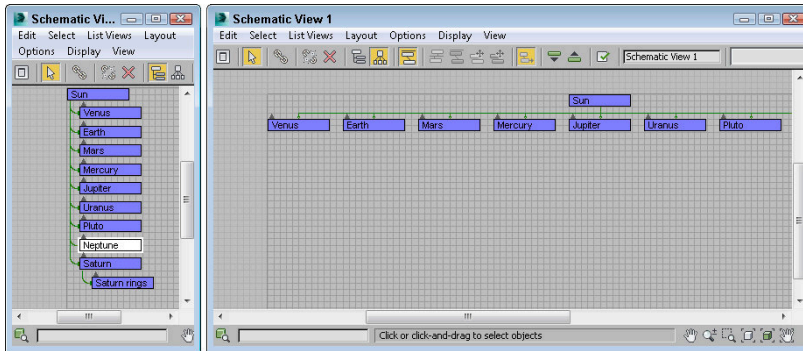 Schematic Vi...
Edit Select List Views Layout
Options Display View
Sun
Venus
Earth
Mars
Mercury
Jupiter
Uranus
Pluto
Neptune
Saturn
Saturn rings
Schematic View 1
Edit Select List Views Layout Options Display View
Schematic View 1
Sun
Venus Earth Mars Mercury Jupiter Uranus Pluto
Click or click-and-drag to select objects